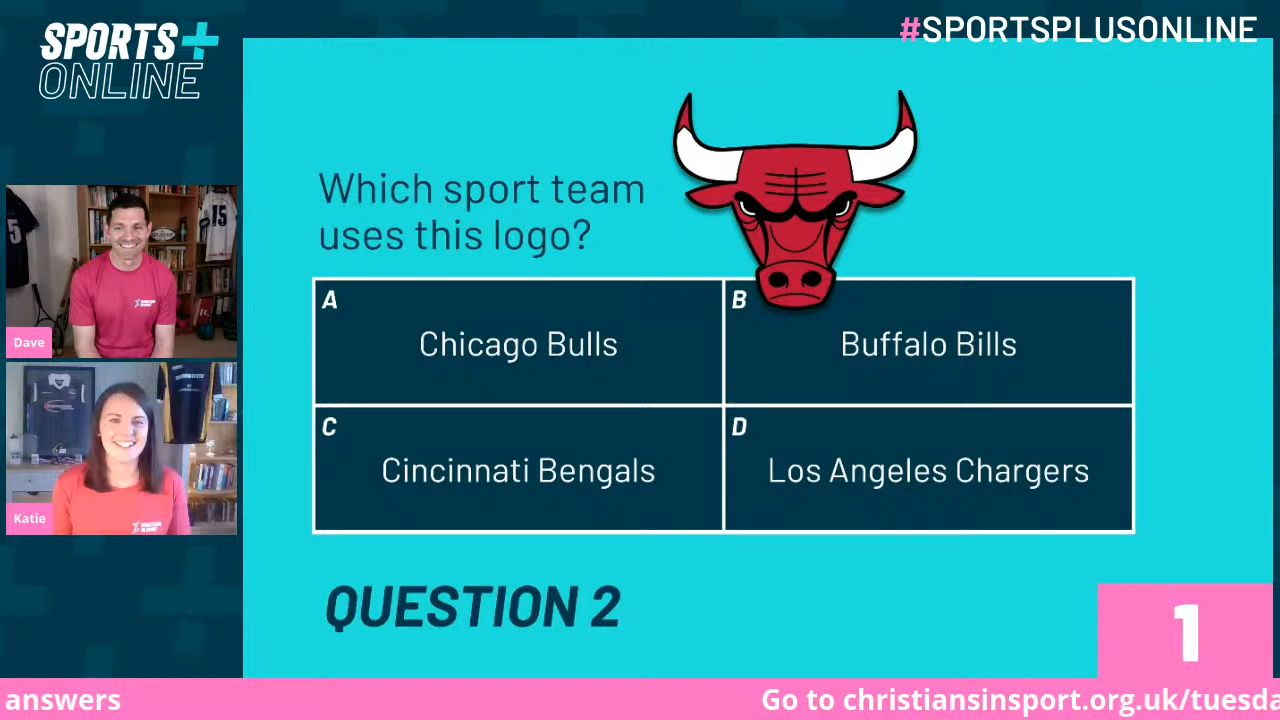 SPORTS+
ONLINE
#SPORTSPLUSONLINE
Which sport team
uses this logo?
A
Chicago Bulls
B
Buffalo Bills
C
Cincinnati Bengals
D
Los Angeles Chargers
15
Dave
Katie
QUESTION 2
1
answers
Go to christiansinsport.org.uk/tuesda